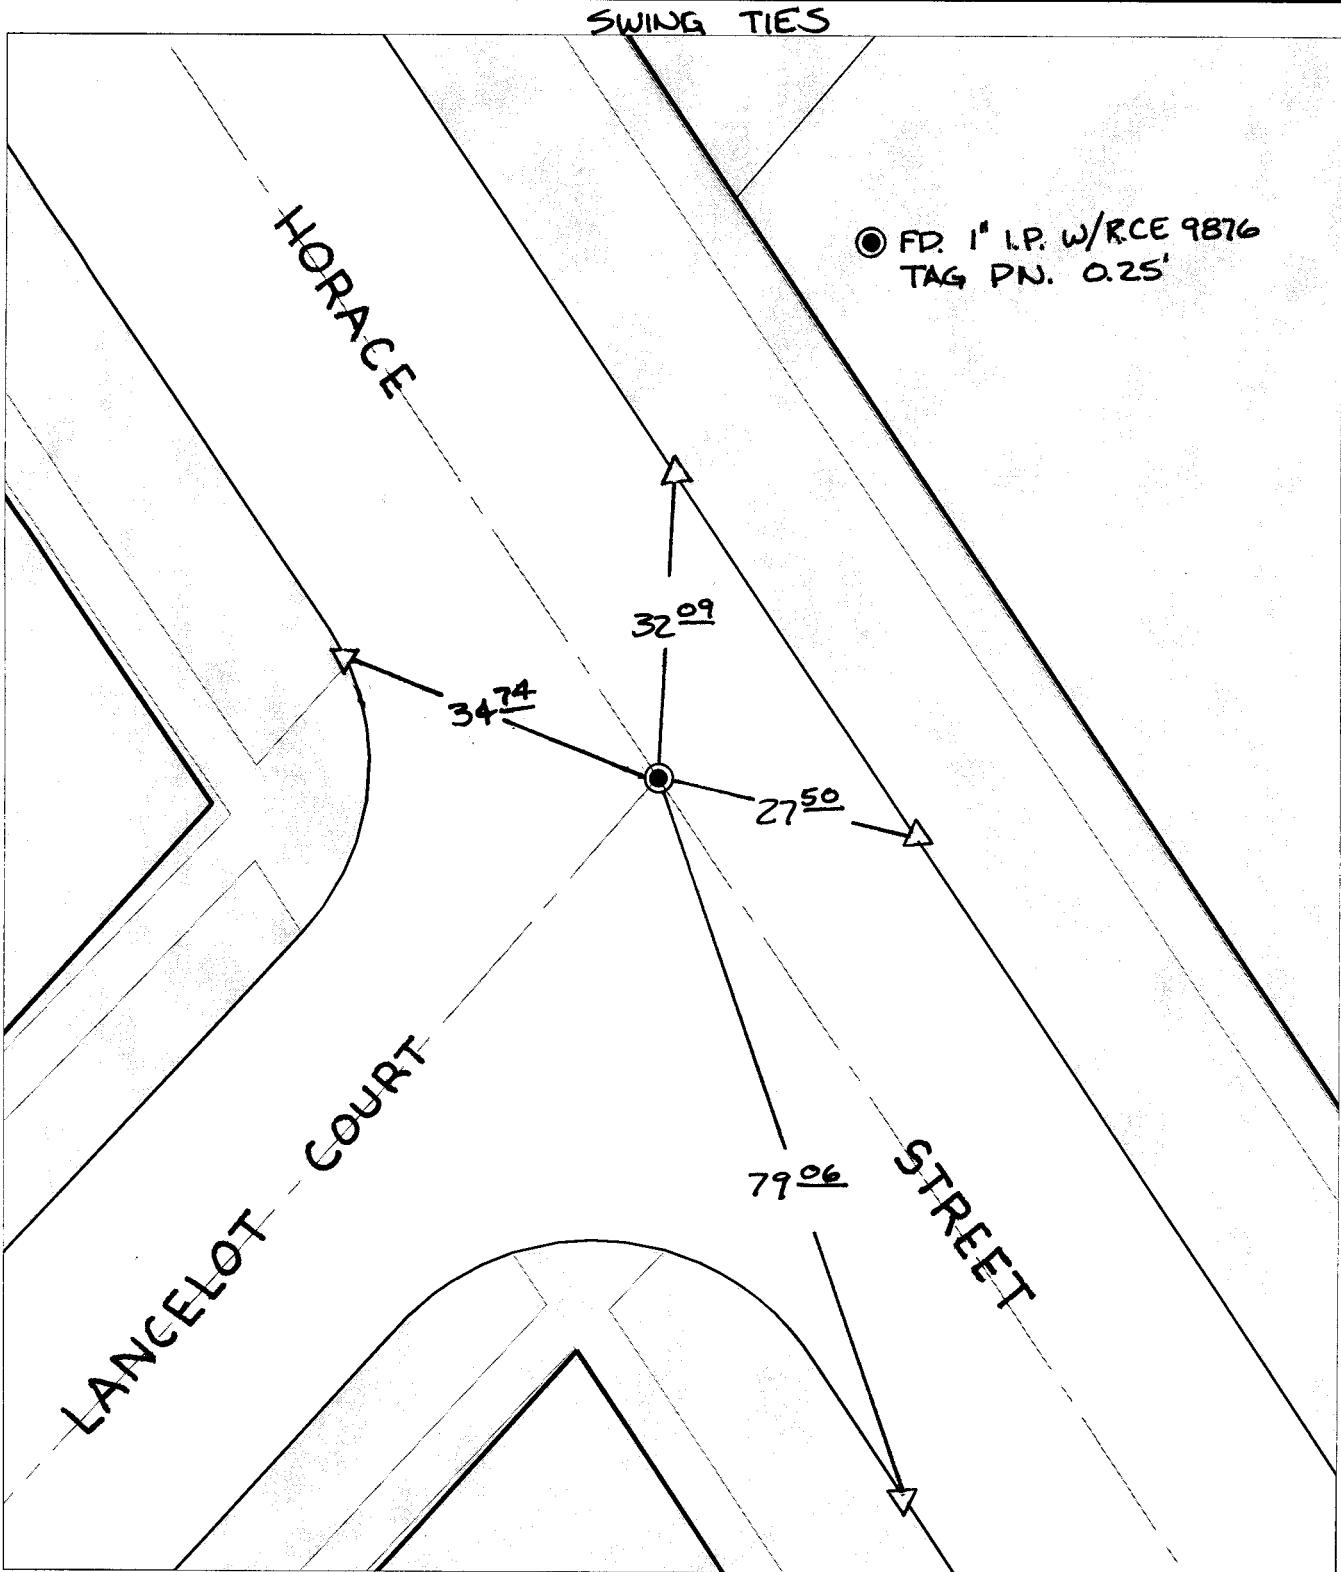 SWING TIES
HORACE
FD. 1" I.P. W/RCE 9876
TAG DN. 0.25'
32 09
34 74
27 50
79 06
LANCELOT COURT
STREET